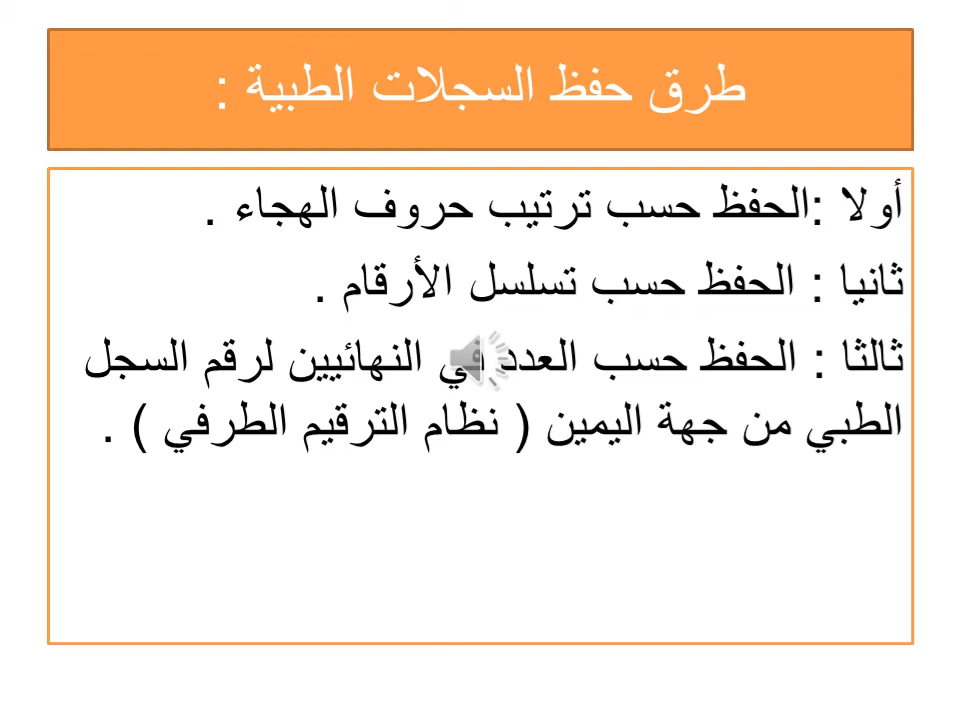 طرق حفظ السجلات الطبية :
أولا :الحفظ حسب ترتيب حروف الهجاء .
ثانيا : الحفظ حسب تسلسل الأرقام .
ثالثا : الحفظ حسب النهائيين لرقم السجل
الطبي من جهة اليمين ( نظام الترقيم الطرفي ) .